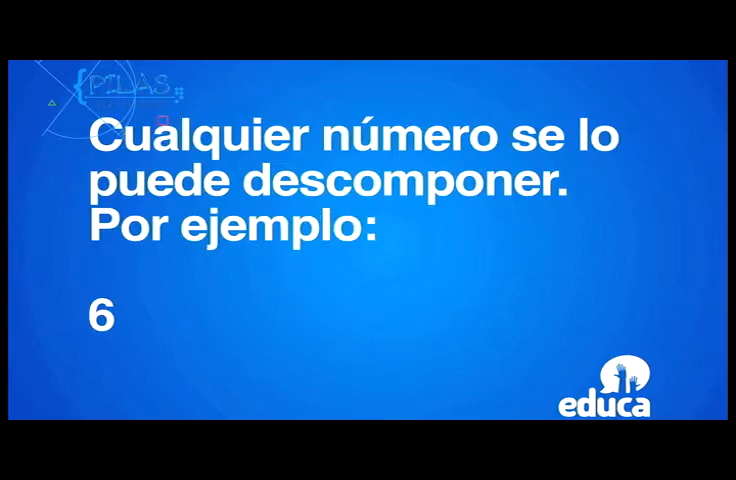 {PILAS
Cualquier número se lo
puede descomponer.
Por ejemplo:
6
educa